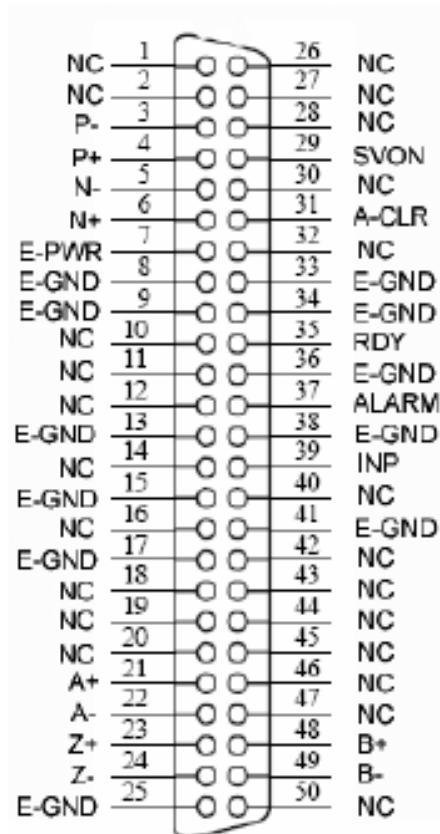 NC 1 26 NC
NC 2 27 NC
P- 3 28 NC
P+ 4 29 SVON
N- 5 30 NC
N+ 6 31 A-CLR
E-PWR 7 32 NC
E-GND 8 33 E-GND
E-GND 9 34 E-GND
NC 10 35 RDY
NC 11 36 E-GND
NC 12 37 ALARM
E-GND 13 38 E-GND
NC 14 39 INP
E-GND 15 40 NC
NC 16 41 E-GND
E-GND 17 42 NC
NC 18 43 NC
NC 19 44 NC
NC 20 45 NC
A+ 21 46 NC
A- 22 47 NC
Z+ 23 48 B+
Z- 24 49 B-
E-GND 25 50 NC